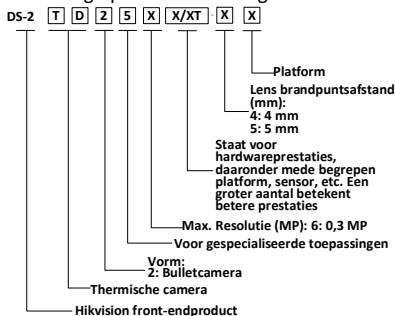 DS-2 T D 2 5 X X/XT - X X
Platform
Lens brandpuntsafstand
(mm):
4: 4 mm
5: 5 mm
Staat voor
hardwareprestaties,
daaronder mede begrepen
platform, sensor, etc. Een
groter aantal betekent
betere prestaties
Max. Resolutie (MP): 6: 0,3 MP
Voor gespecialiseerde toepassingen
Vorm:
2: Bulletcamera
Thermische camera
Hikvision front-endproduct